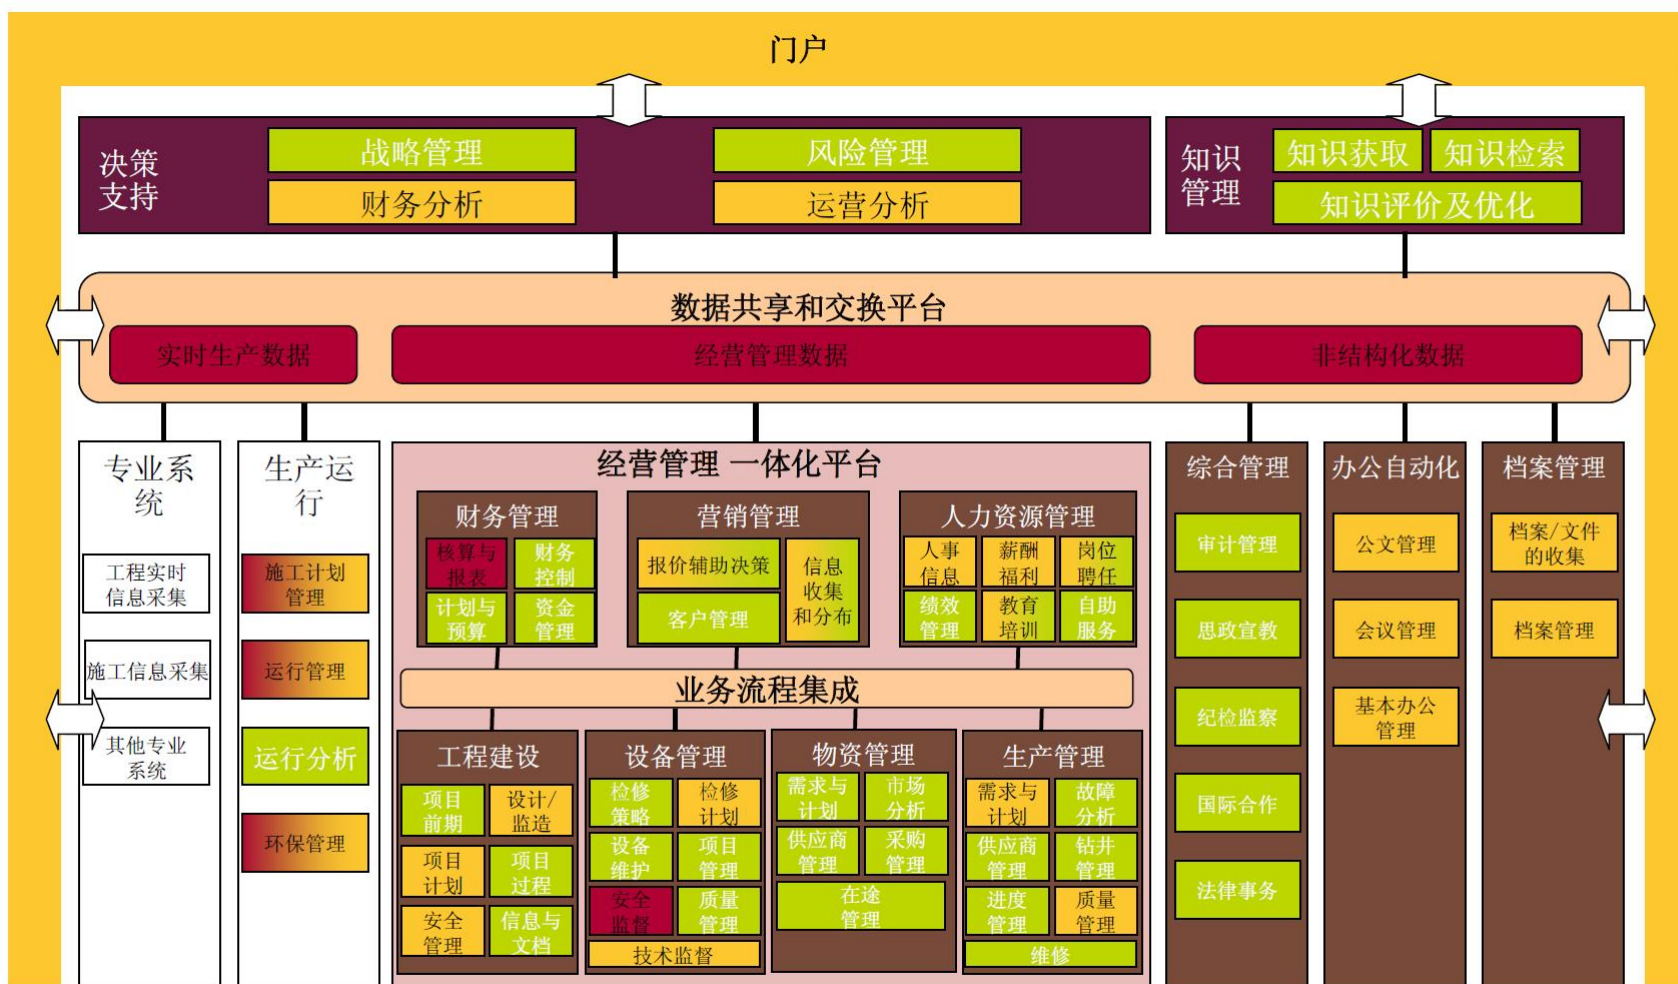 门户
决策
支持
战略管理
风险管理
财务分析
运营分析
知识
管理
知识获取
知识检索
知识评价及优化
数据共享和交换平台
实时生产数据
经营管理数据
非结构化数据
专业系
统
工程实时
信息采集
施工信息采集
其他专业
系统
生产运
行
施工计划
管理
运行管理
运行分析
环保管理
经营管理 一体化平台
财务管理
核算与
报表
财务
控制
计划与
预算
资金
管理
营销管理
报价辅助决策
客户管理
信息
收集
和分布
人力资源管理
人事
信息
薪酬
福利
岗位
聘任
绩效
管理
教育
培训
自助
服务
业务流程集成
工程建设
项目
前期
设计/
监造
项目
计划
项目
过程
安全
管理
信息与
文档
设备管理
检修
策略
检修
计划
设备
维护
项目
管理
安全
监督
质量
管理
技术监督
物资管理
需求与
计划
市场
分析
供应商
管理
采购
管理
在途
管理
生产管理
需求与
计划
故障
分析
供应商
管理
钻井
管理
进度
管理
质量
管理
维修
综合管理
审计管理
思政宣教
纪检监察
国际合作
法律事务
办公自动化
公文管理
会议管理
基本办公
管理
档案管理
档案/文件
的收集
档案管理